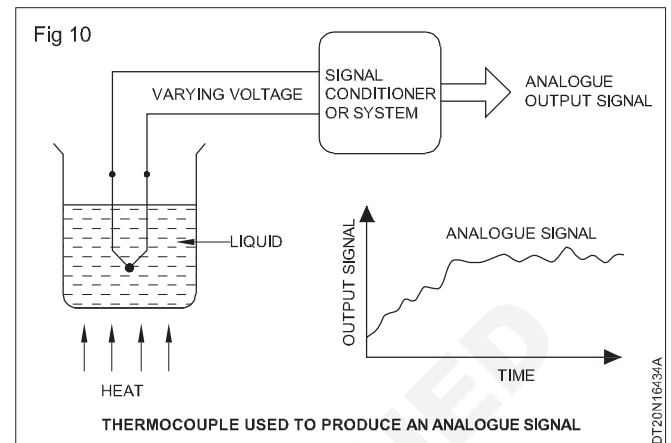 Fig 10
VARYING VOLTAGE
SIGNAL
CONDITIONER
OR SYSTEM
ANALOGUE
OUTPUT SIGNAL
LIQUID
HEAT
ANALOGUE SIGNAL
OUTPUT SIGNAL
TIME
THERMOCOUPLE USED TO PRODUCE AN ANALOGUE SIGNAL
DT20N16434A